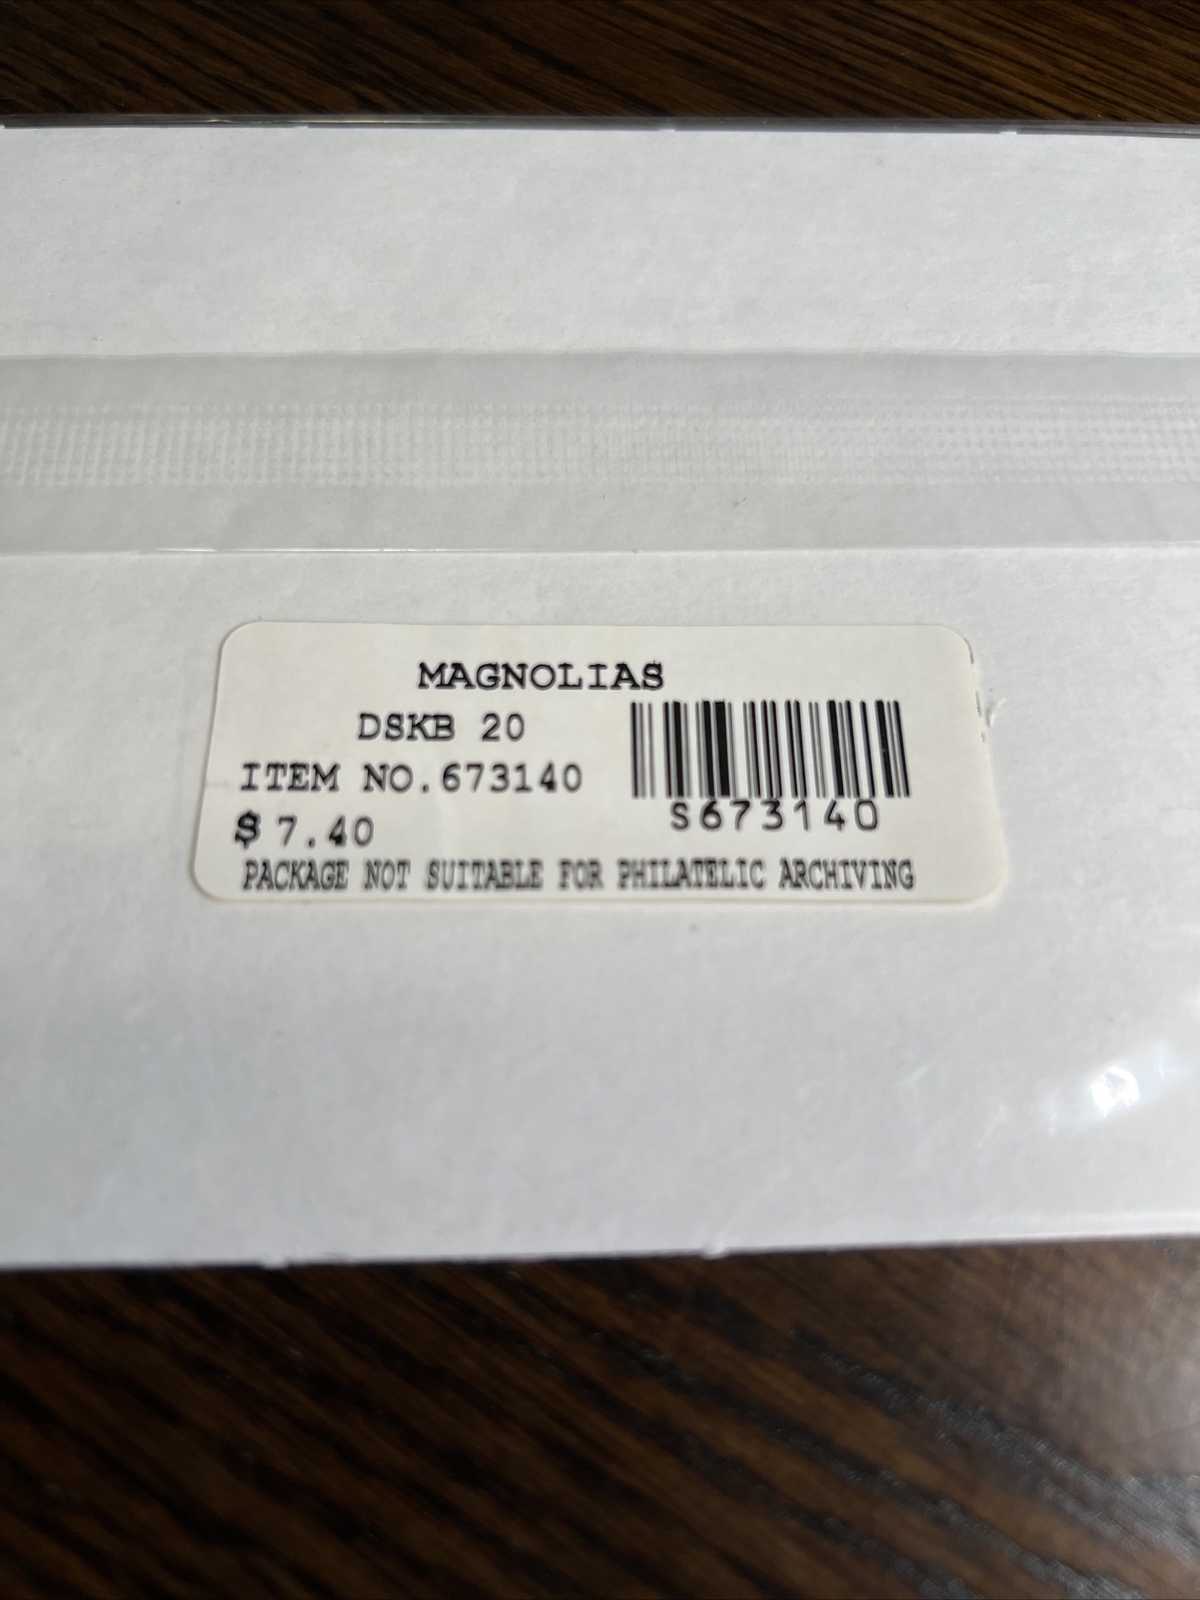 MAGNOLIAS
DSKB 20
ITEM NO.673140
$7.40
S673140
PACKAGE NOT SUITABLE FOR PHILATELIC ARCHIVING